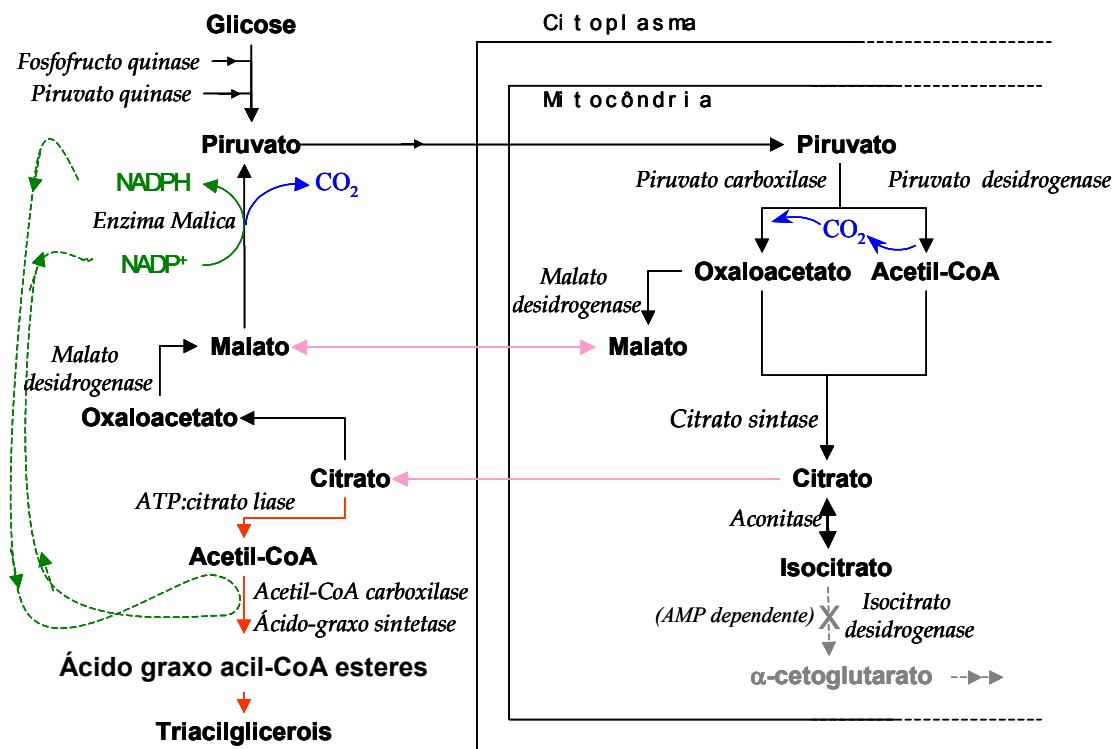 Glicose
Citoplasma
Fosfofructo quinase
Piruvato quinase
Mitocôndria
Piruvato
Piruvato
NADPH
CO2
Piruvato carboxilase
Piruvato desidrogenase
Enzima Malica
CO2
NADP+
Oxaloacetato
Acetil-CoA
Malato
desidrogenase
Malato
Malato
Malato
desidrogenase
Oxaloacetato
Citrato sintase
Citrato
Citrato
ATP:citrato liase
Aconitase
Acetil-CoA
Isocitrato
Acetil-CoA carboxilase
Ácido-graxo sintetase
(AMP dependente)
X
Isocitrato
desidrogenase
Ácido graxo acil-CoA esteres
α-cetoglutarato
Triacilglicerois